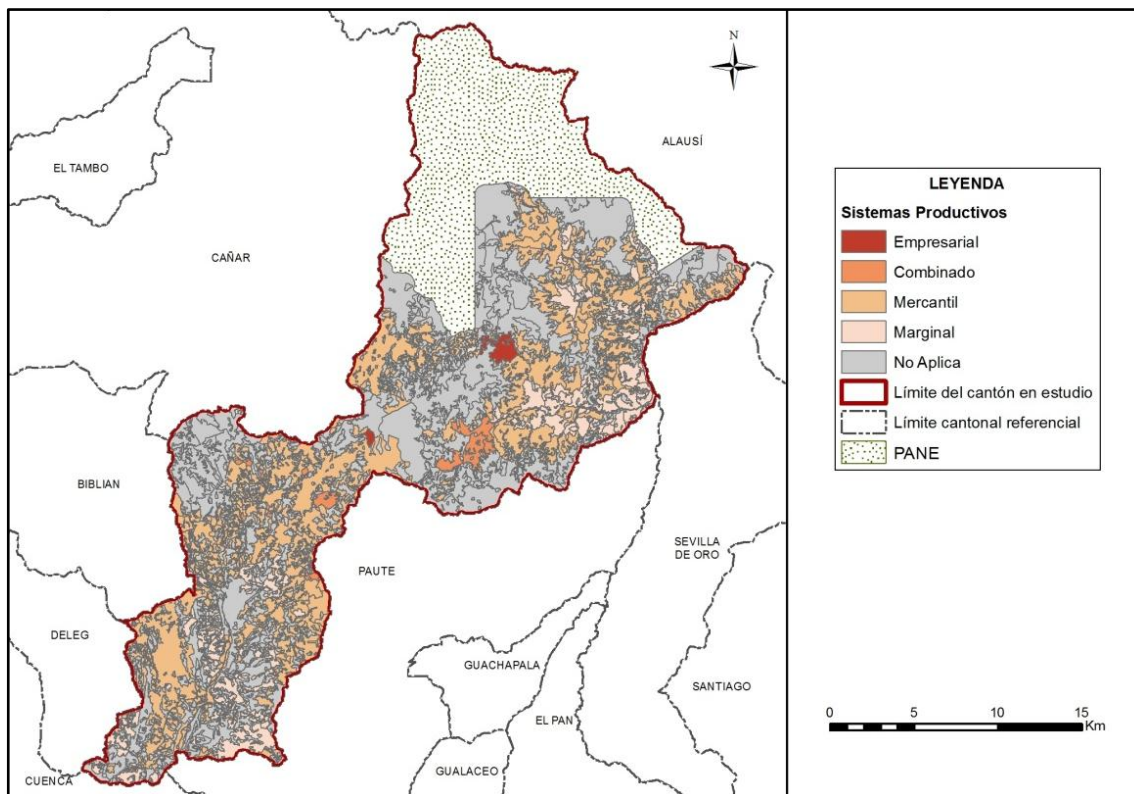 N
ALAUSÍ
EL TAMBO
CAÑAR
BIBLIAN
SEVILLA
DE ORO
PAUTE
DELEG
GUACHAPALA
SANTIAGO
EL PAN
GUALACEO
CUENCA
LEYENDA
Sistemas Productivos
Empresarial
Combinado
Mercantil
Marginal
No Aplica
Límite del cantón en estudio
Límite cantonal referencial
PANE
0 5 10 15
Km